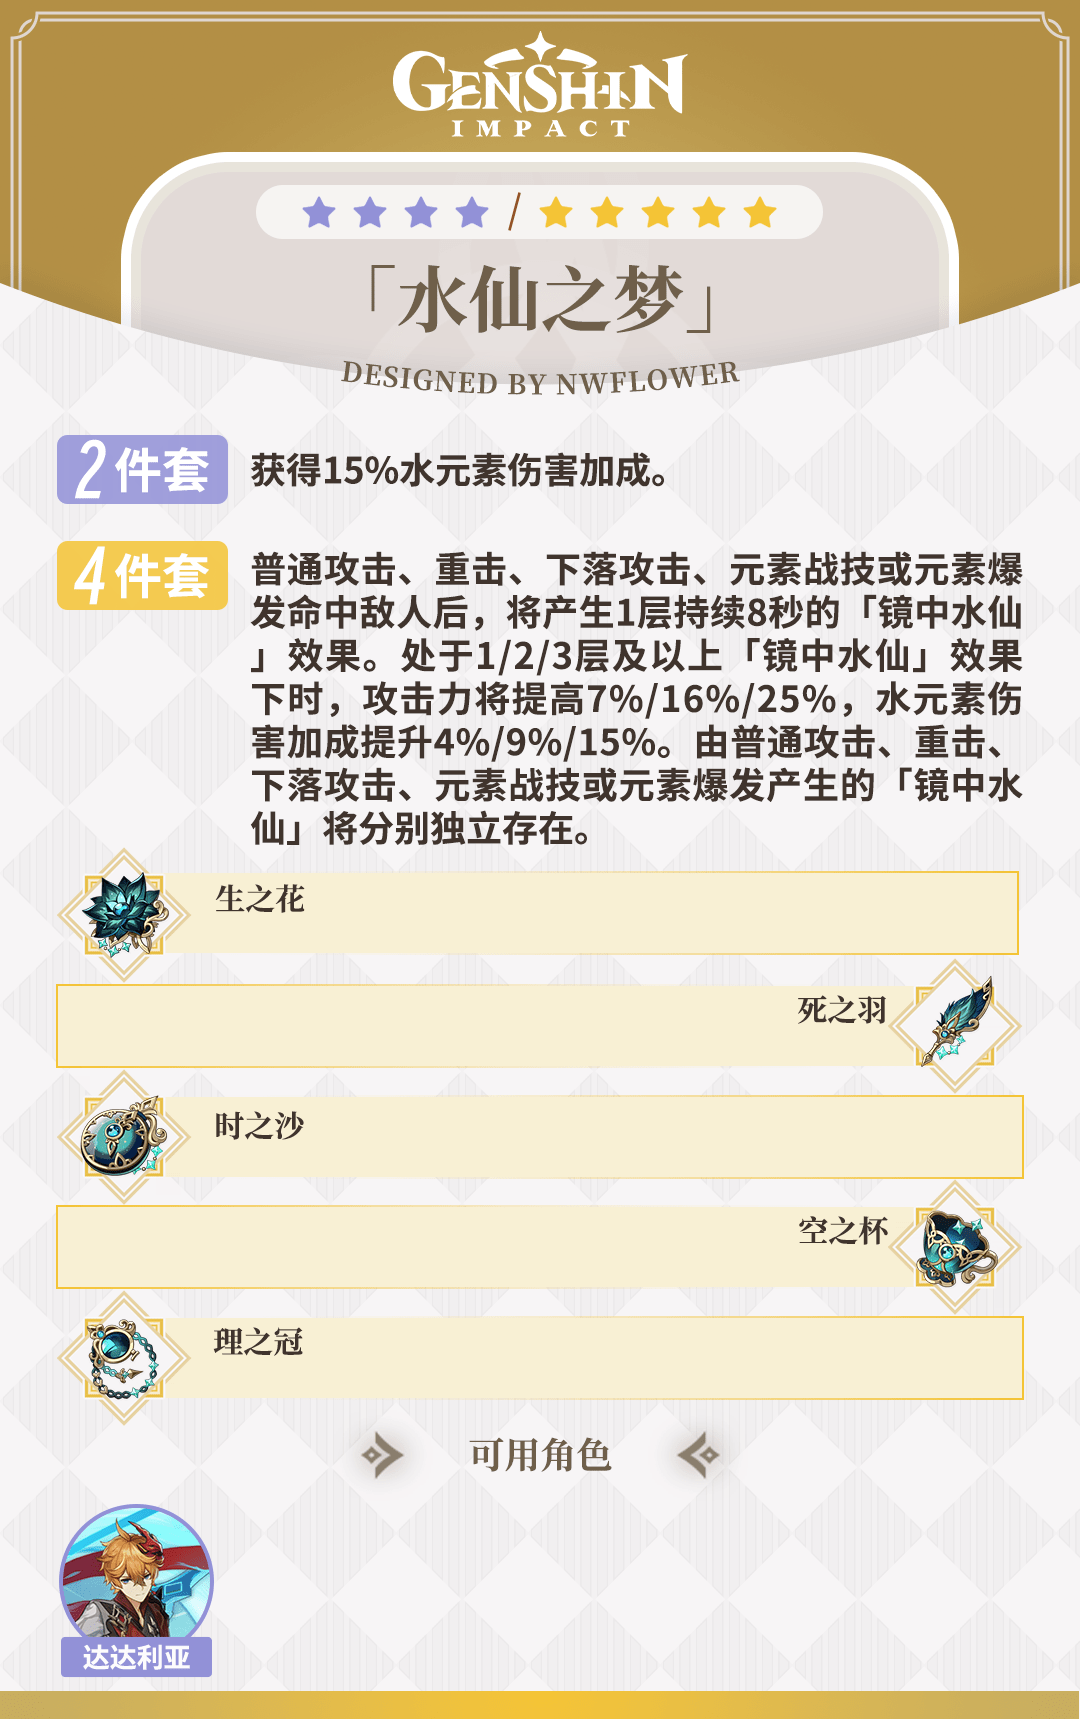 GENSHIN
IMPACT
「水仙之梦」
DESIGNED BY NWFLOWER
2件套
获得15%水元素伤害加成。
4件套
普通攻击、重击、下落攻击、元素战技或元素爆
发命中敌人后，将产生1层持续8秒的「镜中水仙
」效果。处于1/2/3层及以上「镜中水仙」效果
下时，攻击力将提高7%/16%/25%，水元素伤
害加成提升4%/9%/15%。由普通攻击、重击、
下落攻击、元素战技或元素爆发产生的「镜中水
仙」将分别独立存在。
生之花
死之羽
时之沙
空之杯
理之冠
可用角色
达达利亚